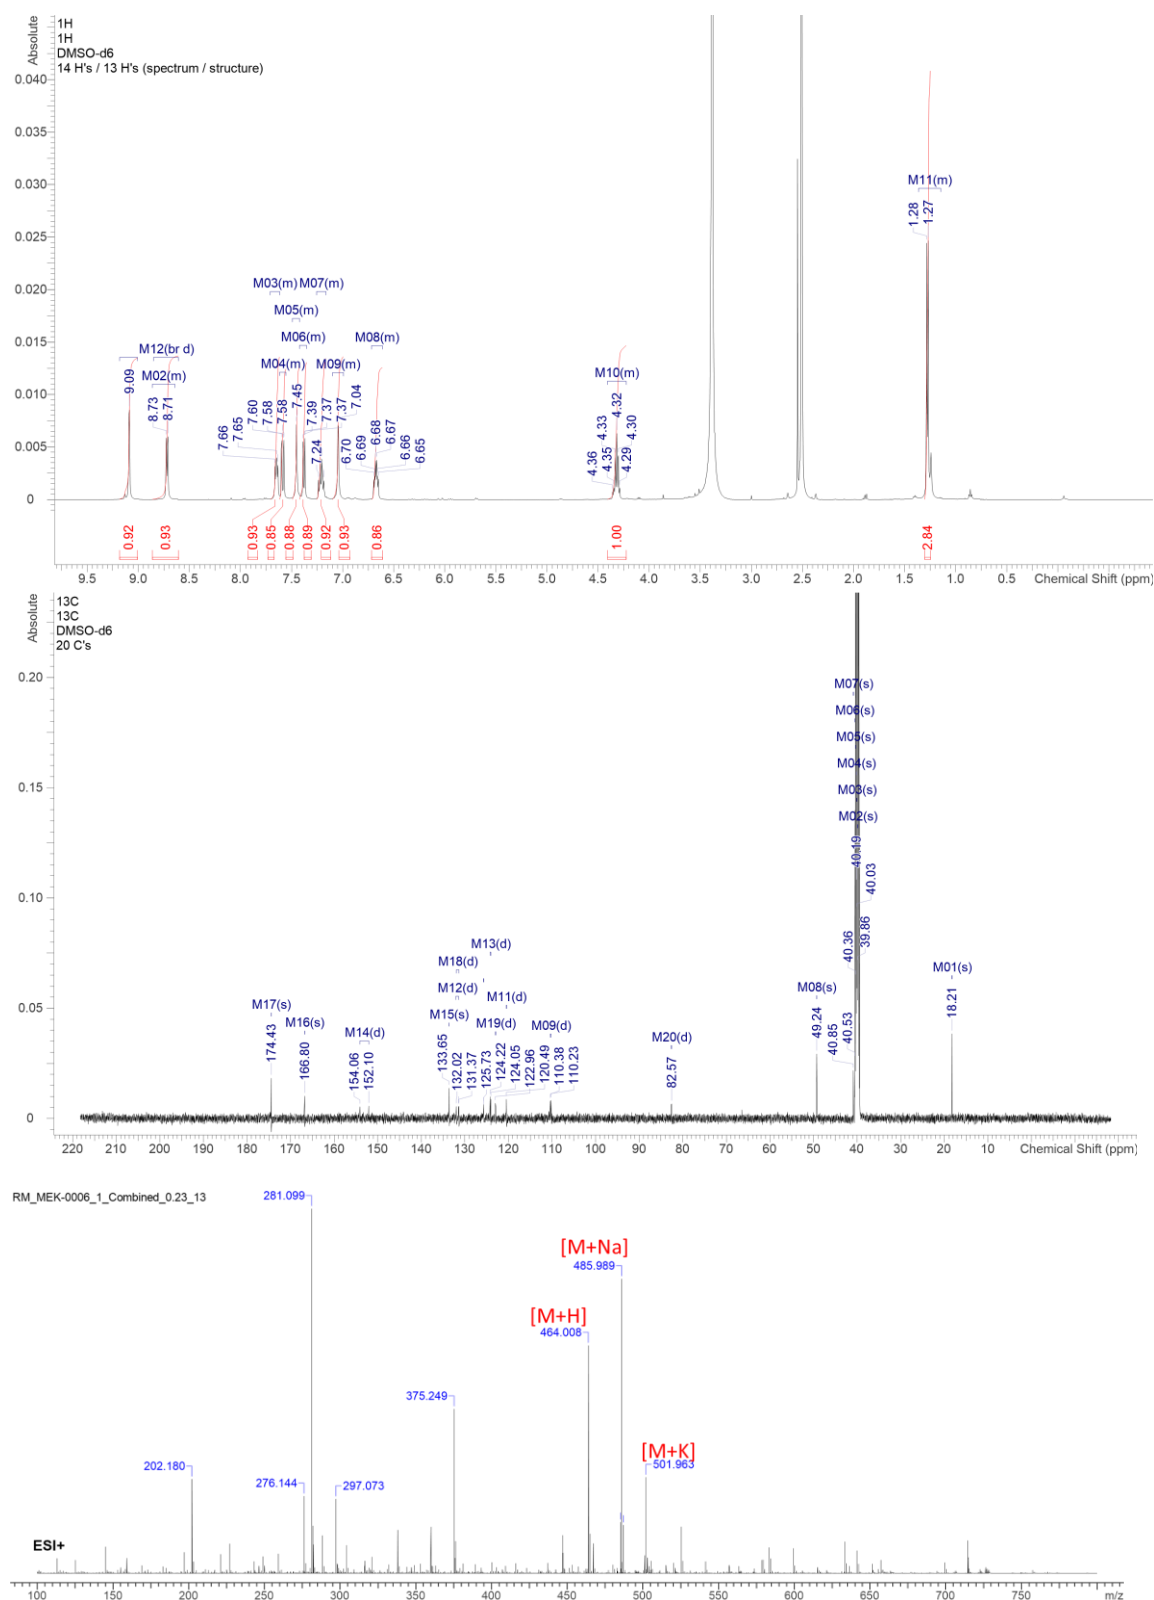 1H
1H
DMSO-d6
14 H's / 13 H's (spectrum / structure)
Absolute
0.040
0.035
0.030
0.025
0.020
0.015
0.010
0.005
0
M12(br d)
M02(m)
M03(m)
M07(m)
M05(m)
M06(m)
M08(m)
M04(m)
M09(m)
M10(m)
M11(m)
9.09
8.73
8.71
7.66
7.65
7.60
7.58
7.58
7.45
7.39
7.37
7.37
7.24
7.04
6.70
6.69
6.68
6.67
6.66
6.65
4.36
4.35
4.33
4.32
4.30
4.29
1.28
1.27
0.92
0.93
0.93
0.85
0.88
0.89
0.92
0.93
0.86
1.00
2.84
9.5 9.0 8.5 8.0 7.5 7.0 6.5 6.0 5.5 5.0 4.5 4.0 3.5 3.0 2.5 2.0 1.5 1.0 0.5 Chemical Shift (ppm)
13C
13C
DMSO-d6
20 C's
Absolute
0.20
0.15
0.10
0.05
0
M07(s)
M06(s)
M05(s)
M04(s)
M03(s)
M02(s)
M13(d)
M18(d)
M12(d)
M11(d)
M17(s)
M16(s)
M15(s)
M19(d)
M09(d)
M14(d)
M20(d)
M08(s)
M01(s)
174.43
166.80
154.06
152.10
133.65
132.02
131.37
125.73
124.22
124.05
122.96
120.49
110.38
110.23
82.57
49.24
40.85
40.53
40.36
40.19
40.03
39.86
18.21
220 210 200 190 180 170 160 150 140 130 120 110 100 90 80 70 60 50 40 30 20 10 Chemical Shift (ppm)
RM_MEK-0006_1_Combined_0.23_13
281.099
[M+Na]
485.989
[M+H]
464.008
375.249
[M+K]
501.963
202.180
276.144
297.073
ESI+
100 150 200 250 300 350 400 450 500 550 600 650 700 750 m/z